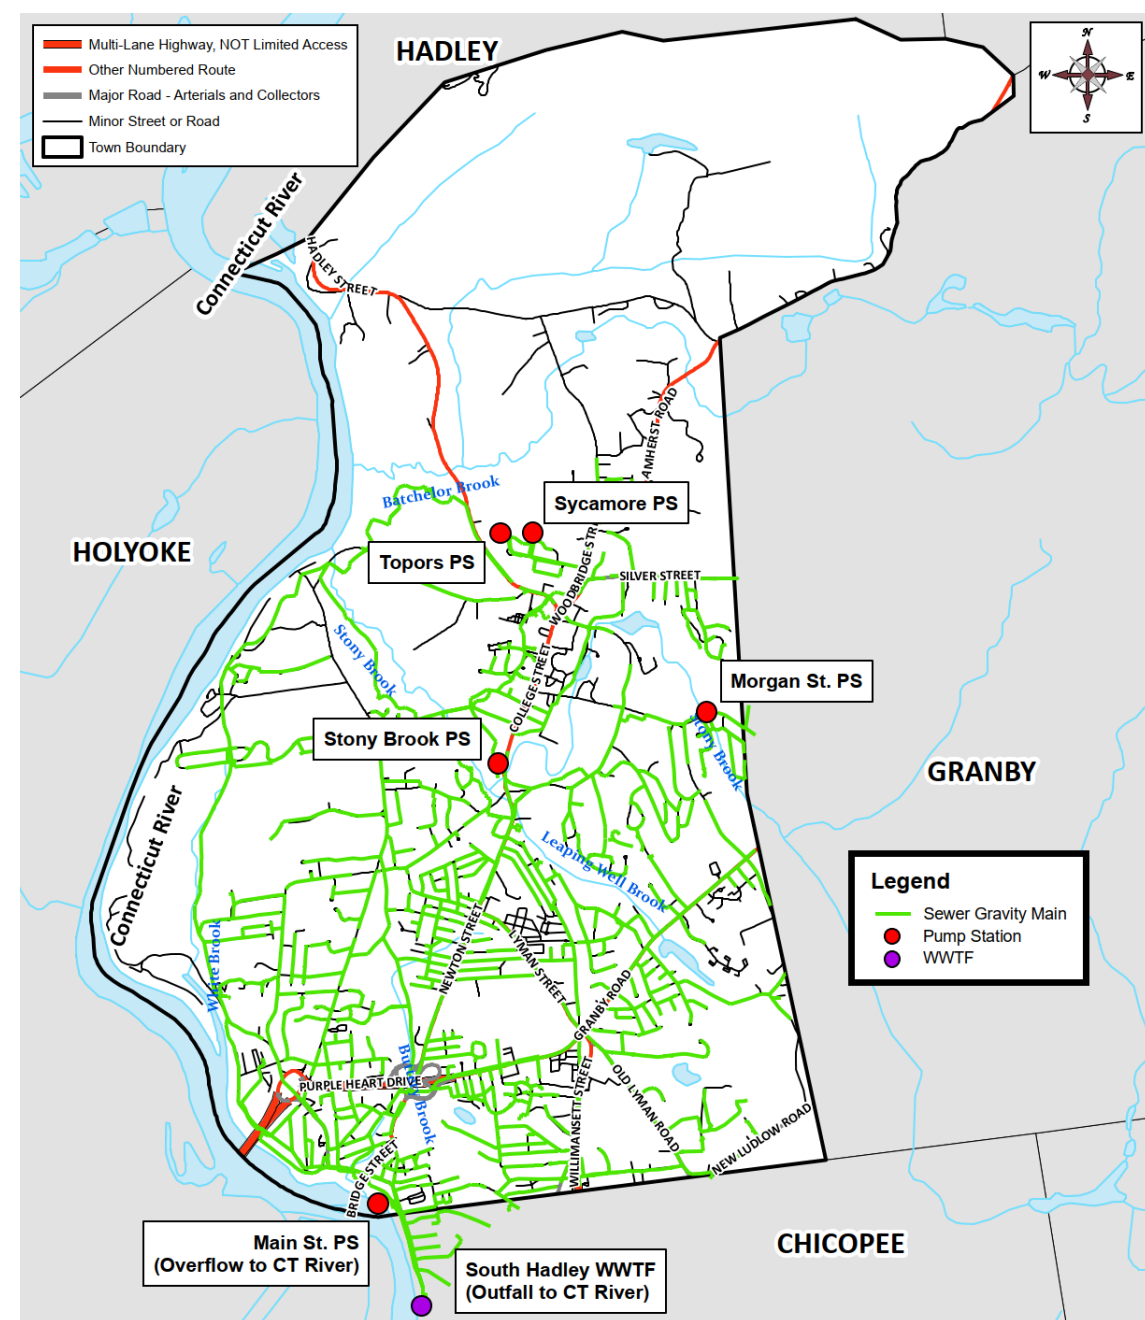 Multi-Lane Highway, NOT Limited Access
Other Numbered Route
Major Road - Arterials and Collectors
Minor Street or Road
Town Boundary
HADLEY
N
W
E
S
Connecticut River
HADLEY STREET
AMHERST ROAD
Batchelor Brook
Sycamore PS
HOLYOKE
Topors PS
WOODBRIDGE STRE
SILVER STREET
Stony Brook
COLLEGE STREET
Morgan St. PS
Stony Brook PS
Stony Brook
GRANBY
Connecticut River
Leaping Well Brook
Legend
Sewer Gravity Main
Pump Station
WWTF
White Brook
NEWTON STREET
LYMAN STREET
GRANBY ROAD
PURPLE HEART DRIVE
Buttery Brook
WILLIMANSETT STREET
OLD LYMAN ROAD
NEW LUDLOW ROAD
BRIDGE STREET
Main St. PS
(Overflow to CT River)
South Hadley WWTF
(Outfall to CT River)
CHICOPEE